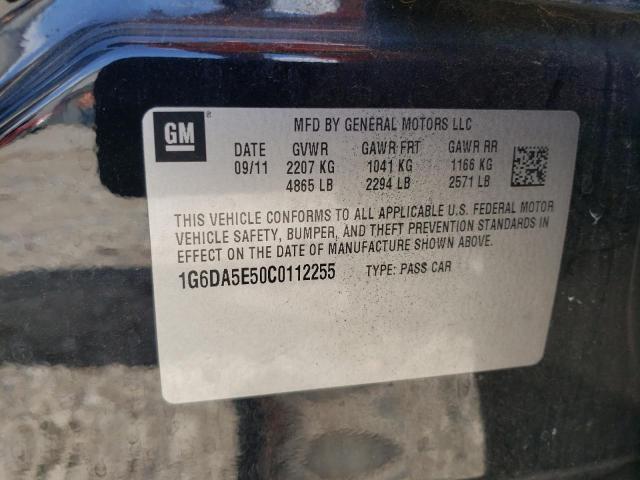 GM ®
MFD BY GENERAL MOTORS LLC
DATE GVWR GAWR FRT GAWR RR
09/11 2207 KG 1041 KG 1166 KG
4865 LB 2294 LB 2571 LB
THIS VEHICLE CONFORMS TO ALL APPLICABLE U.S. FEDERAL MOTOR
VEHICLE SAFETY, BUMPER, AND THEFT PREVENTION STANDARDS IN
EFFECT ON THE DATE OF MANUFACTURE SHOWN ABOVE.
1G6DA5E50C0112255 TYPE: PASS CAR